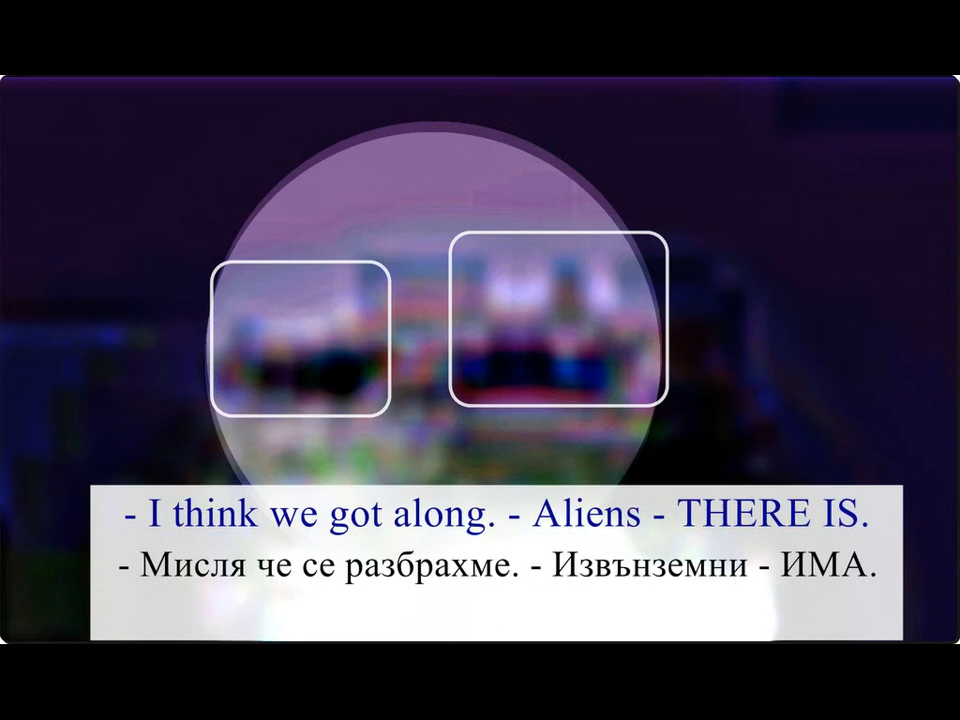 - I think we got along. - Aliens - THERE IS.
- Мисля че се разбрахме. - Извънземни - ИМА.